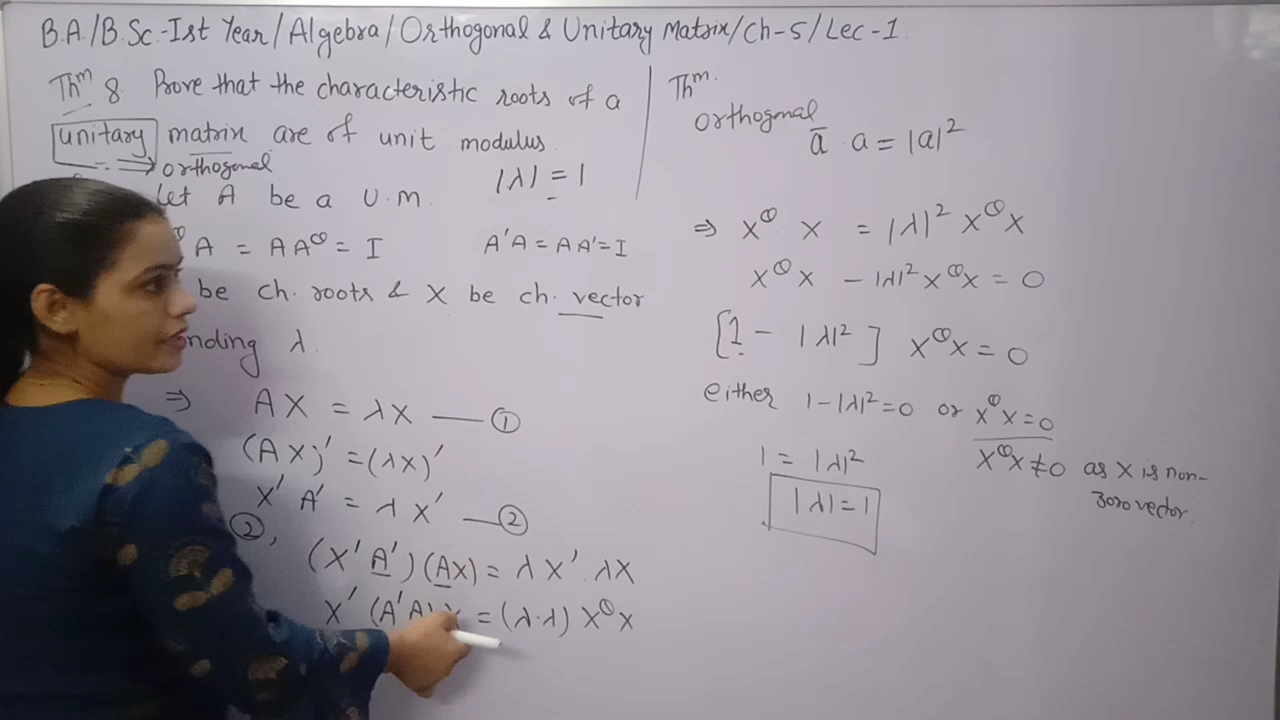 B.A./B.Sc.-Ist Year/Algebra/Orthogonal & Unitary Matrix/Ch-5/Lec-1
Thm 8 Prove that the characteristic roots of a
unitary matrix are of unit modulus
⇒ orthogonal
Let A be a U.M. |λ| = 1
A = AA^Θ = I A'A = AA' = I
be ch. roots & X be ch. vector
nding λ.
⇒ AX = λX —— ①
(AX)' = (λX)'
X' A' = λ X' —— ②
②,
(X' A')(AX) = λX'.λX
X' (A'A) X = (λ.λ) X^Θ X
Thm.
orthogonal
ā a = |a|²
⇒ X^Θ X = |λ|² X^Θ X
X^Θ X - |λ|² X^Θ X = 0
[1 - |λ|²] X^Θ X = 0
either 1-|λ|²=0 or X^Θ X = 0
1 = |λ|² X^Θ X ≠ 0 as X is non-
zero vector.
|λ| = 1